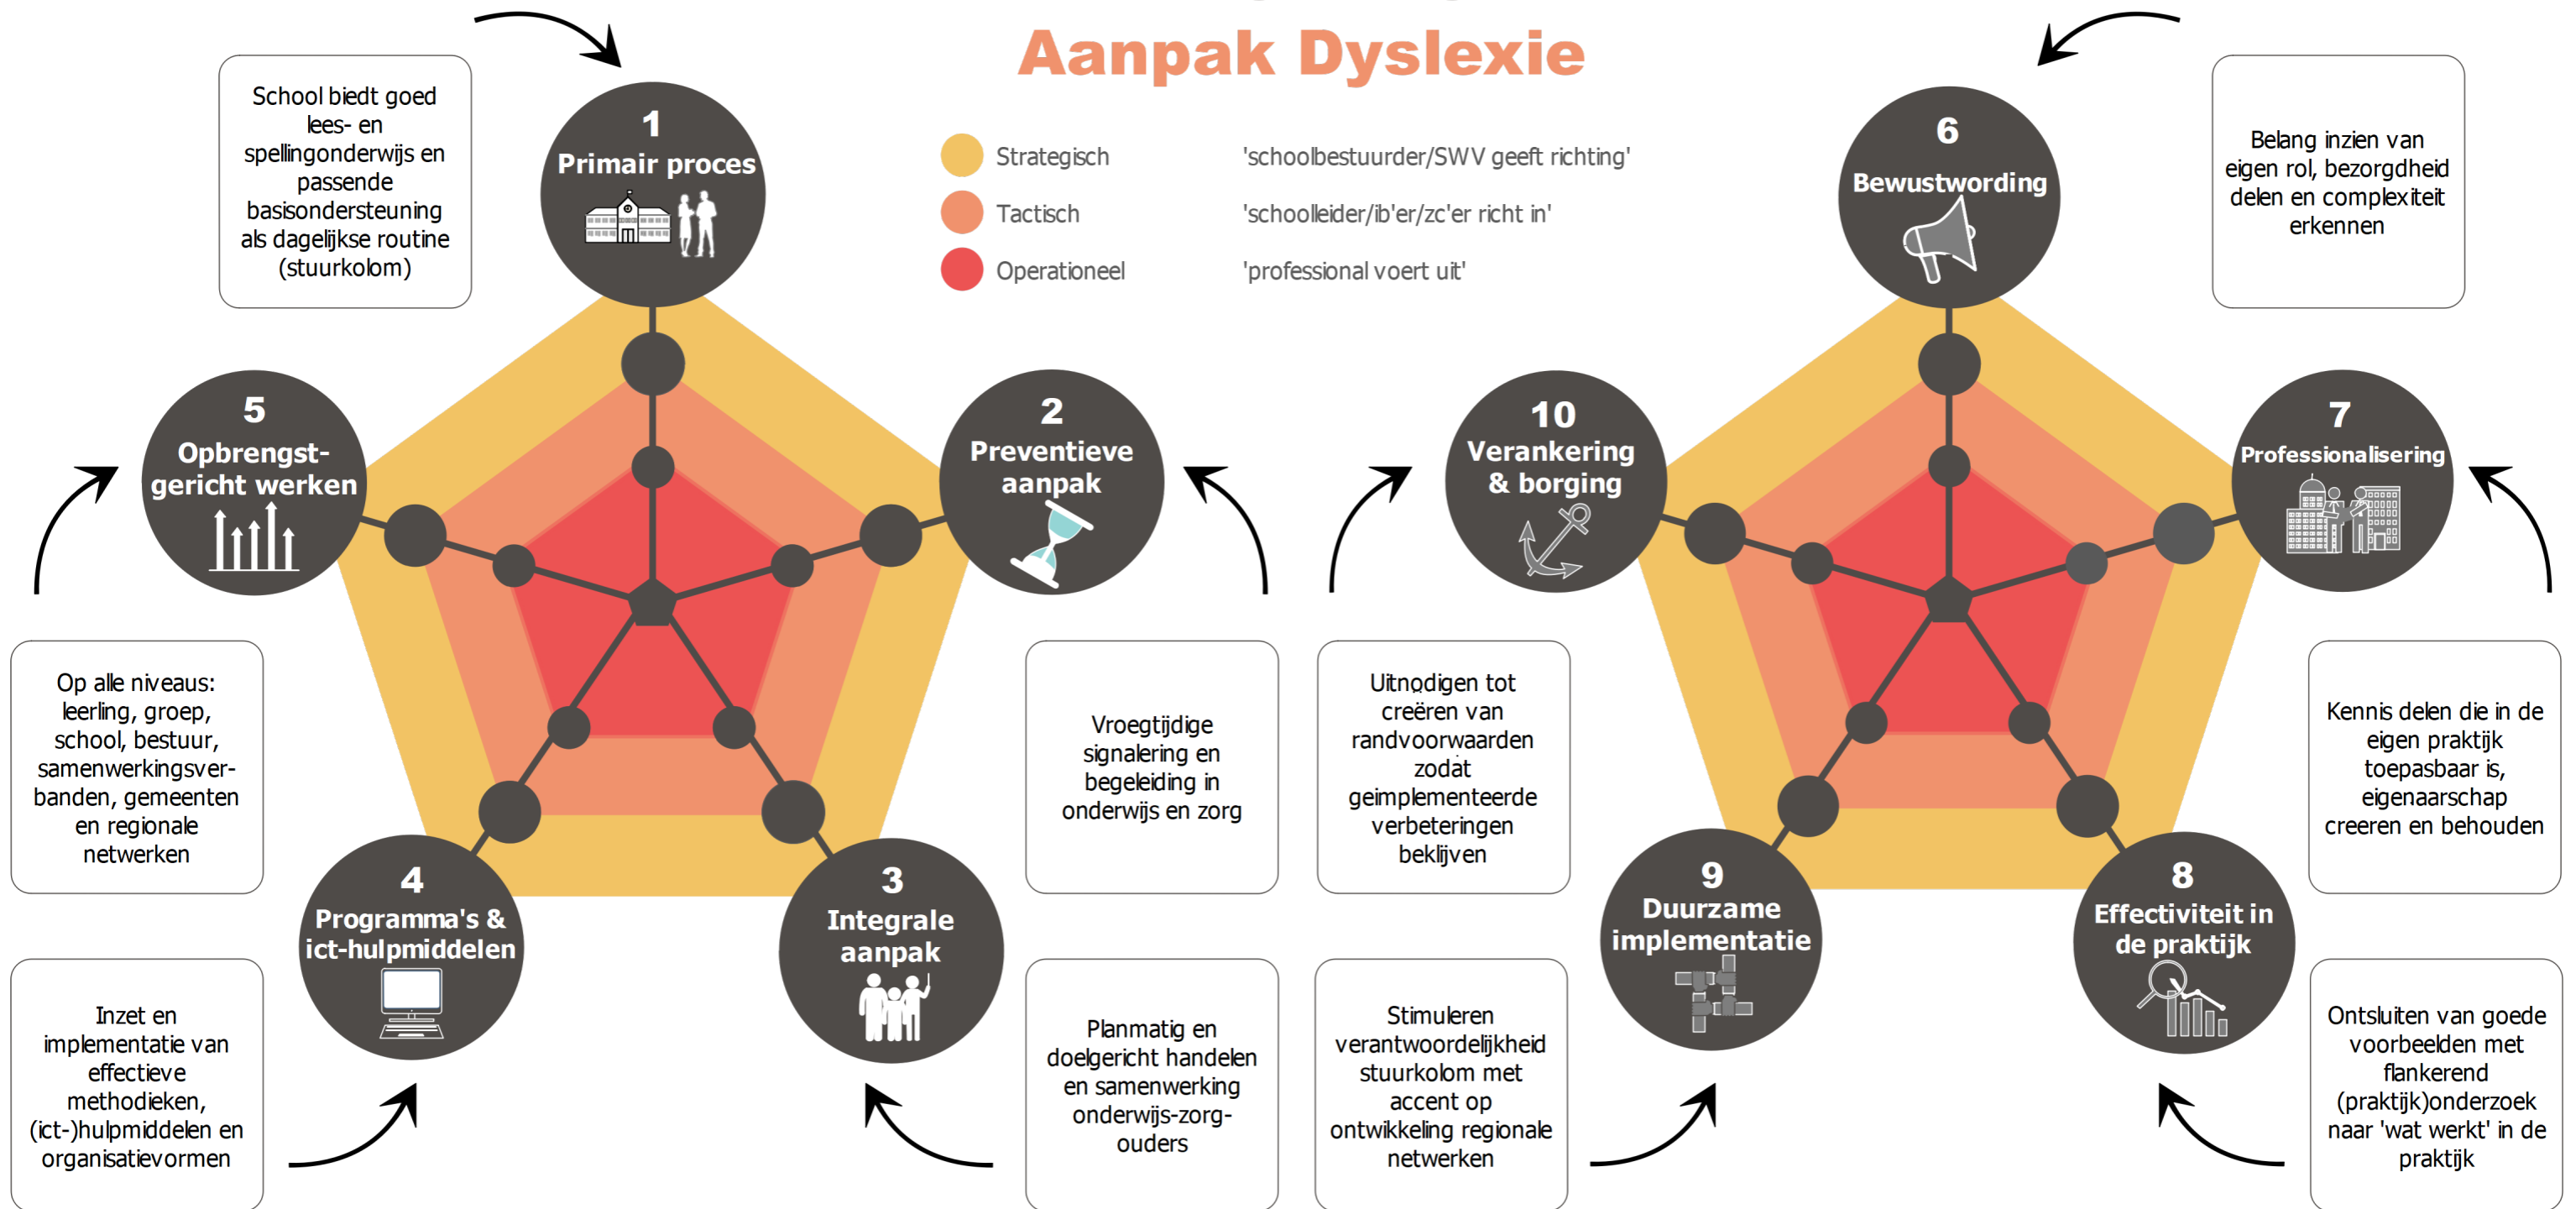 Aanpak Dyslexie
Strategisch 'schoolbestuurder/SWV geeft richting'
Tactisch 'schoolleider/ib'er/zc'er richt in'
Operationeel 'professional voert uit'
School biedt goed
lees- en
spellingonderwijs en
passende
basisondersteuning
als dagelijkse routine
(stuurkolom)
1
Primair proces
2
Preventieve
aanpak
Vroegtijdige
signalering en
begeleiding in
onderwijs en zorg
3
Integrale
aanpak
Planmatig en
doelgericht handelen
en samenwerking
onderwijs-zorg-
ouders
4
Programma's &
ict-hulpmiddelen
Inzet en
implementatie van
effectieve
methodieken,
(ict-)hulpmiddelen en
organisatievormen
5
Opbrengst-
gericht werken
Op alle niveaus:
leerling, groep,
school, bestuur,
samenwerkingsver-
banden, gemeenten
en regionale
netwerken
6
Bewustwording
Belang inzien van
eigen rol, bezorgdheid
delen en complexiteit
erkennen
7
Professionalisering
Kennis delen die in de
eigen praktijk
toepasbaar is,
eigenaarschap
creeren en behouden
8
Effectiviteit in
de praktijk
Ontsluiten van goede
voorbeelden met
flankerend
(praktijk)onderzoek
naar 'wat werkt' in de
praktijk
9
Duurzame
implementatie
Stimuleren
verantwoordelijkheid
stuurkolom met
accent op
ontwikkeling regionale
netwerken
10
Verankering
& borging
Uitnodigen tot
creëren van
randvoorwaarden
zodat
geimplementeerde
verbeteringen
beklijven